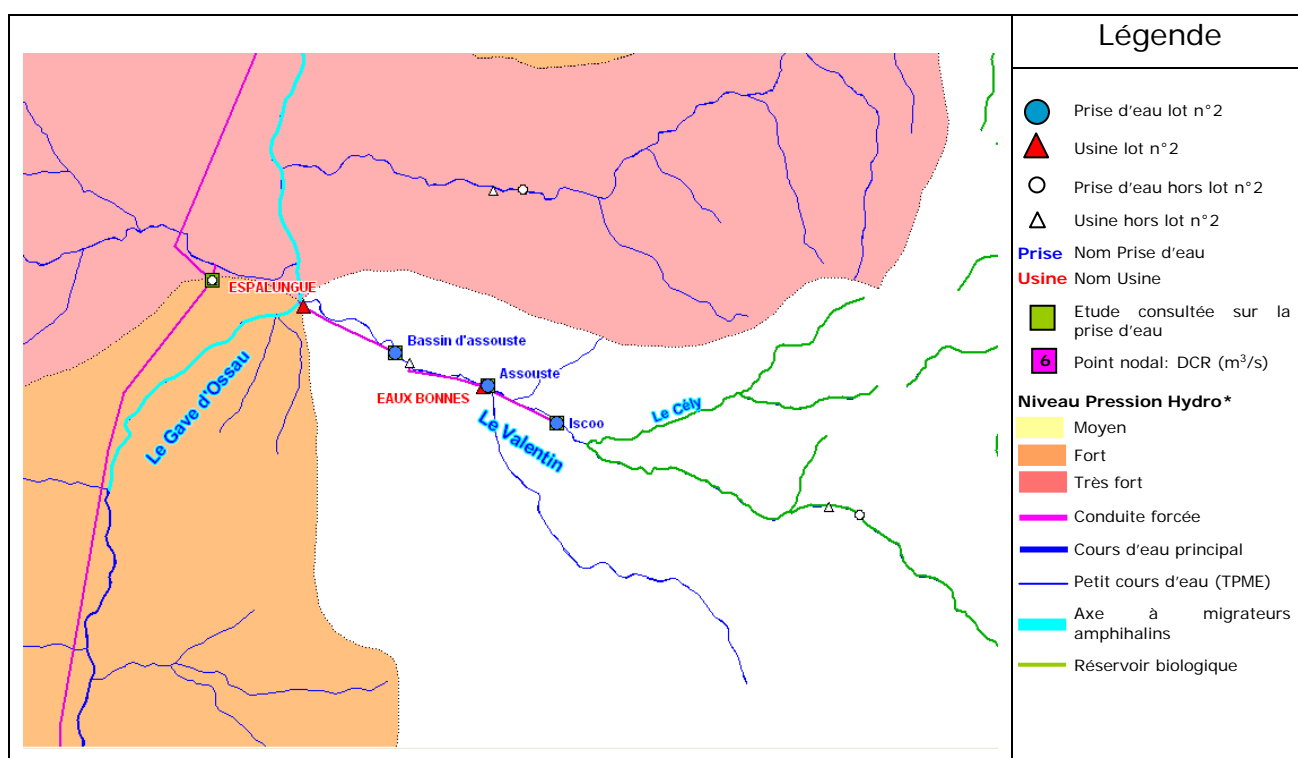 Légende
Prise d'eau lot n°2
Usine lot n°2
Prise d'eau hors lot n°2
Usine hors lot n°2
Prise Nom Prise d'eau
Usine Nom Usine
Etude consultée sur la
prise d'eau
6 Point nodal: DCR (m³/s)
Niveau Pression Hydro*
Moyen
Fort
Très fort
Conduite forcée
Cours d'eau principal
Petit cours d'eau (TPME)
Axe à migrateurs
amphihalins
Réservoir biologique
ESPALUNGUE
Bassin d'assouste
Assouste
EAUX BONNES
Iscoo
Le Cély
Le Valentin
Le Gave d'Ossau